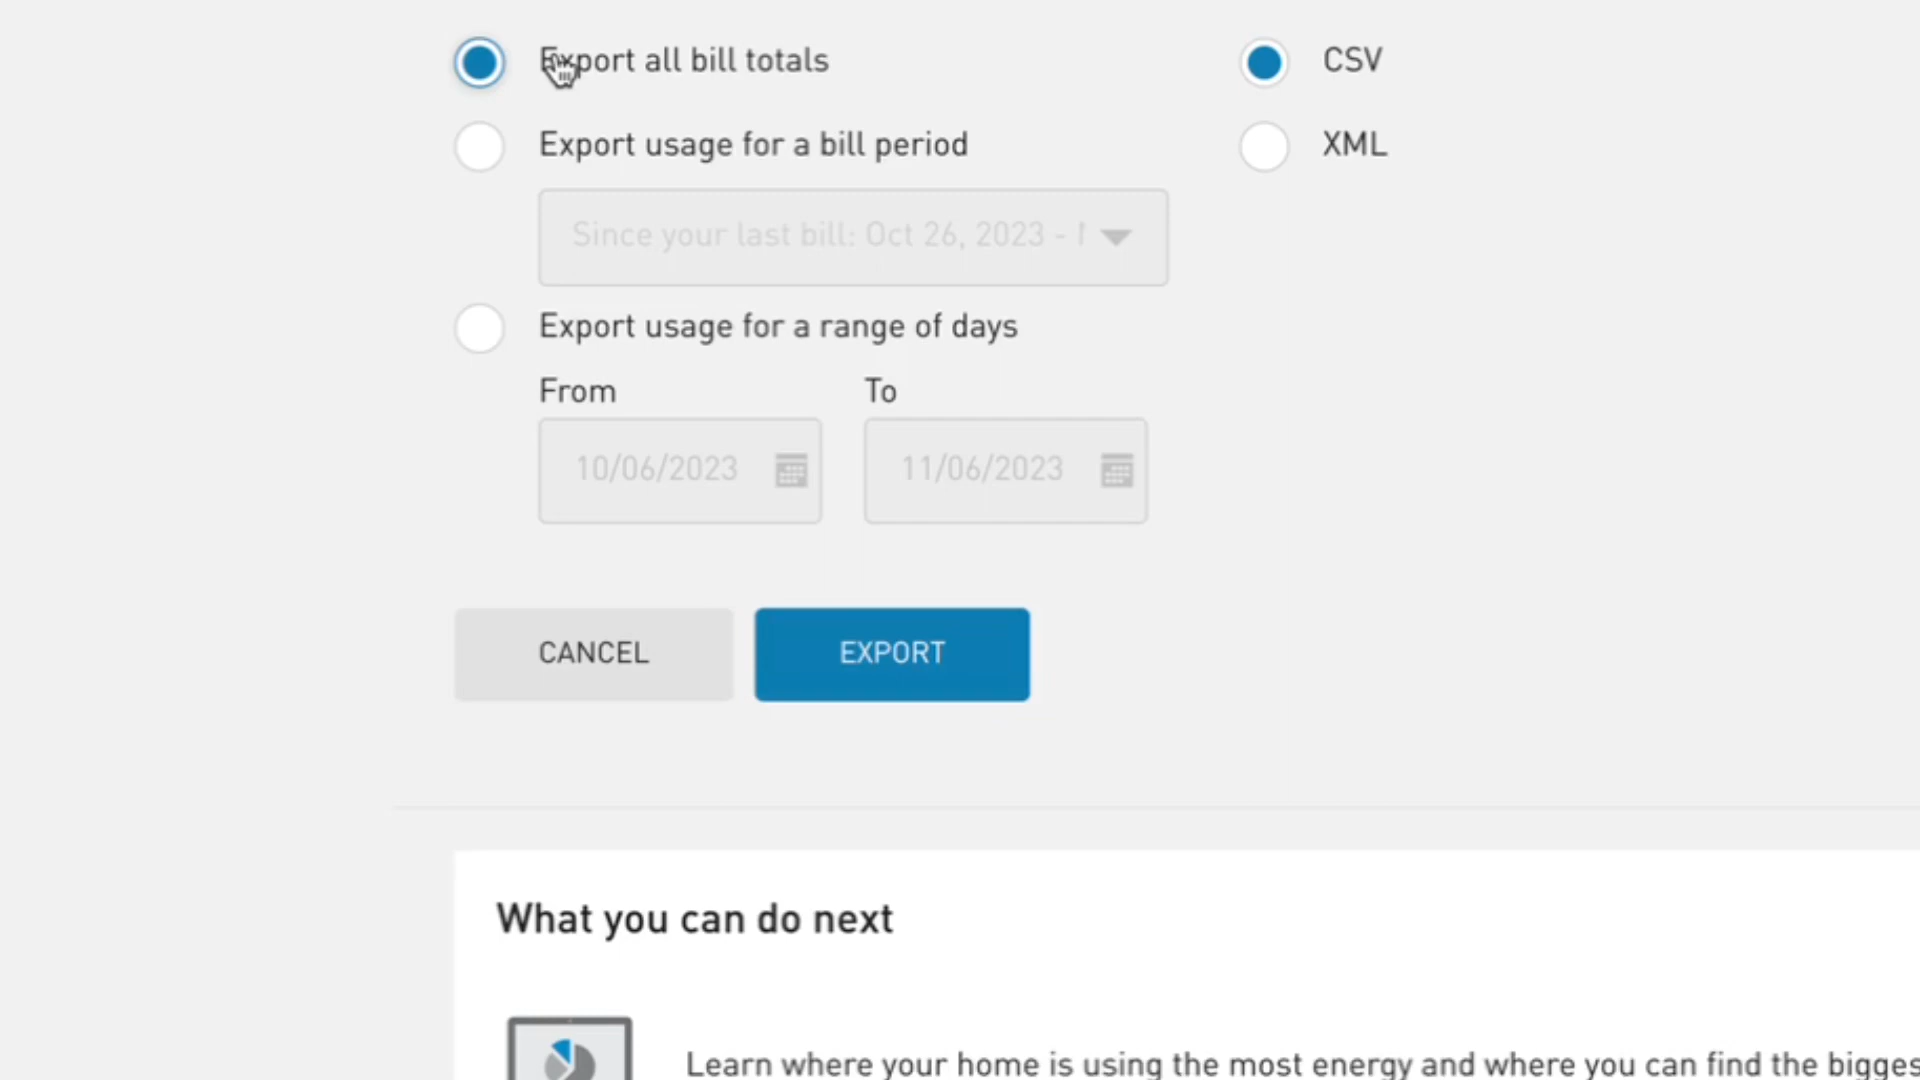 Export all bill totals
CSV
Export usage for a bill period
XML
Since your last bill: Oct 26, 2023 -
Export usage for a range of days
From
To
10/06/2023
11/06/2023
CANCEL
EXPORT
What you can do next
Learn where your home is using the most energy and where you can find the